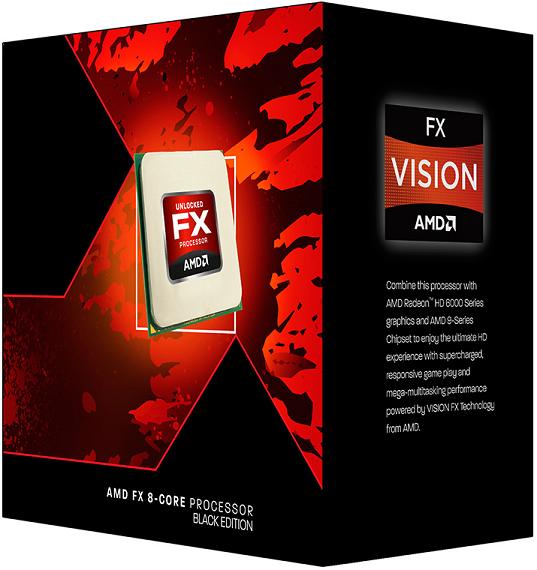 UNLOCKED
FX
PROCESSOR
AMD
AMD FX 8-CORE PROCESSOR
BLACK EDITION
FX
VISION
AMD
Combine this processor with
AMD Radeon™ HD 6000 Series
graphics and AMD 9-Series
Chipset to enjoy the ultimate HD
experience with supercharged,
responsive game play and
mega-multitasking performance
powered by VISION FX Technology
from AMD.